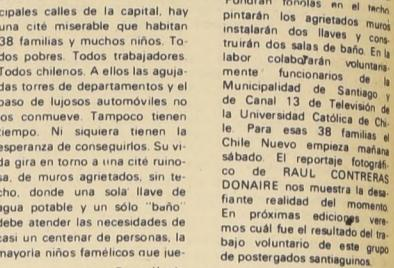 cipales calles de la capital, hay
una cité miserable que habitan
38 familias y muchos niños. To-
dos pobres. Todos trabajadores.
Todos chilenos. A ellos las aguja-
das torres de departamentos y el
paso de lujosos automóviles no
los conmueve. Tampoco tienen
tiempo. Ni siquiera tienen la
esperanza de conseguirlos. Su vi-
da gira en torno a una cité ruino-
sa, de muros agrietados, sin te-
cho, donde una sola llave de
agua potable y un sólo "baño"
debe atender las necesidades de
casi un centenar de personas, la
mayoría niños famélicos que jue-
Pondrán fonolas en el techo
pintarán los agrietados muros
instalarán dos llaves y cons-
truirán dos salas de baño. En la
labor colaborarán voluntaria-
mente funcionarios de la
Municipalidad de Santiago y
de Canal 13 de Televisión de
la Universidad Católica de Chi-
le. Para esas 38 familias el
Chile Nuevo empieza mañana
sábado. El reportaje fotográfi-
co de RAUL CONTRERAS
DONAIRE nos muestra la desa-
fiante realidad del momento.
En próximas ediciones vere-
mos cuál fue el resultado del tra-
bajo voluntario de este grupo
de postergados santiaguinos.